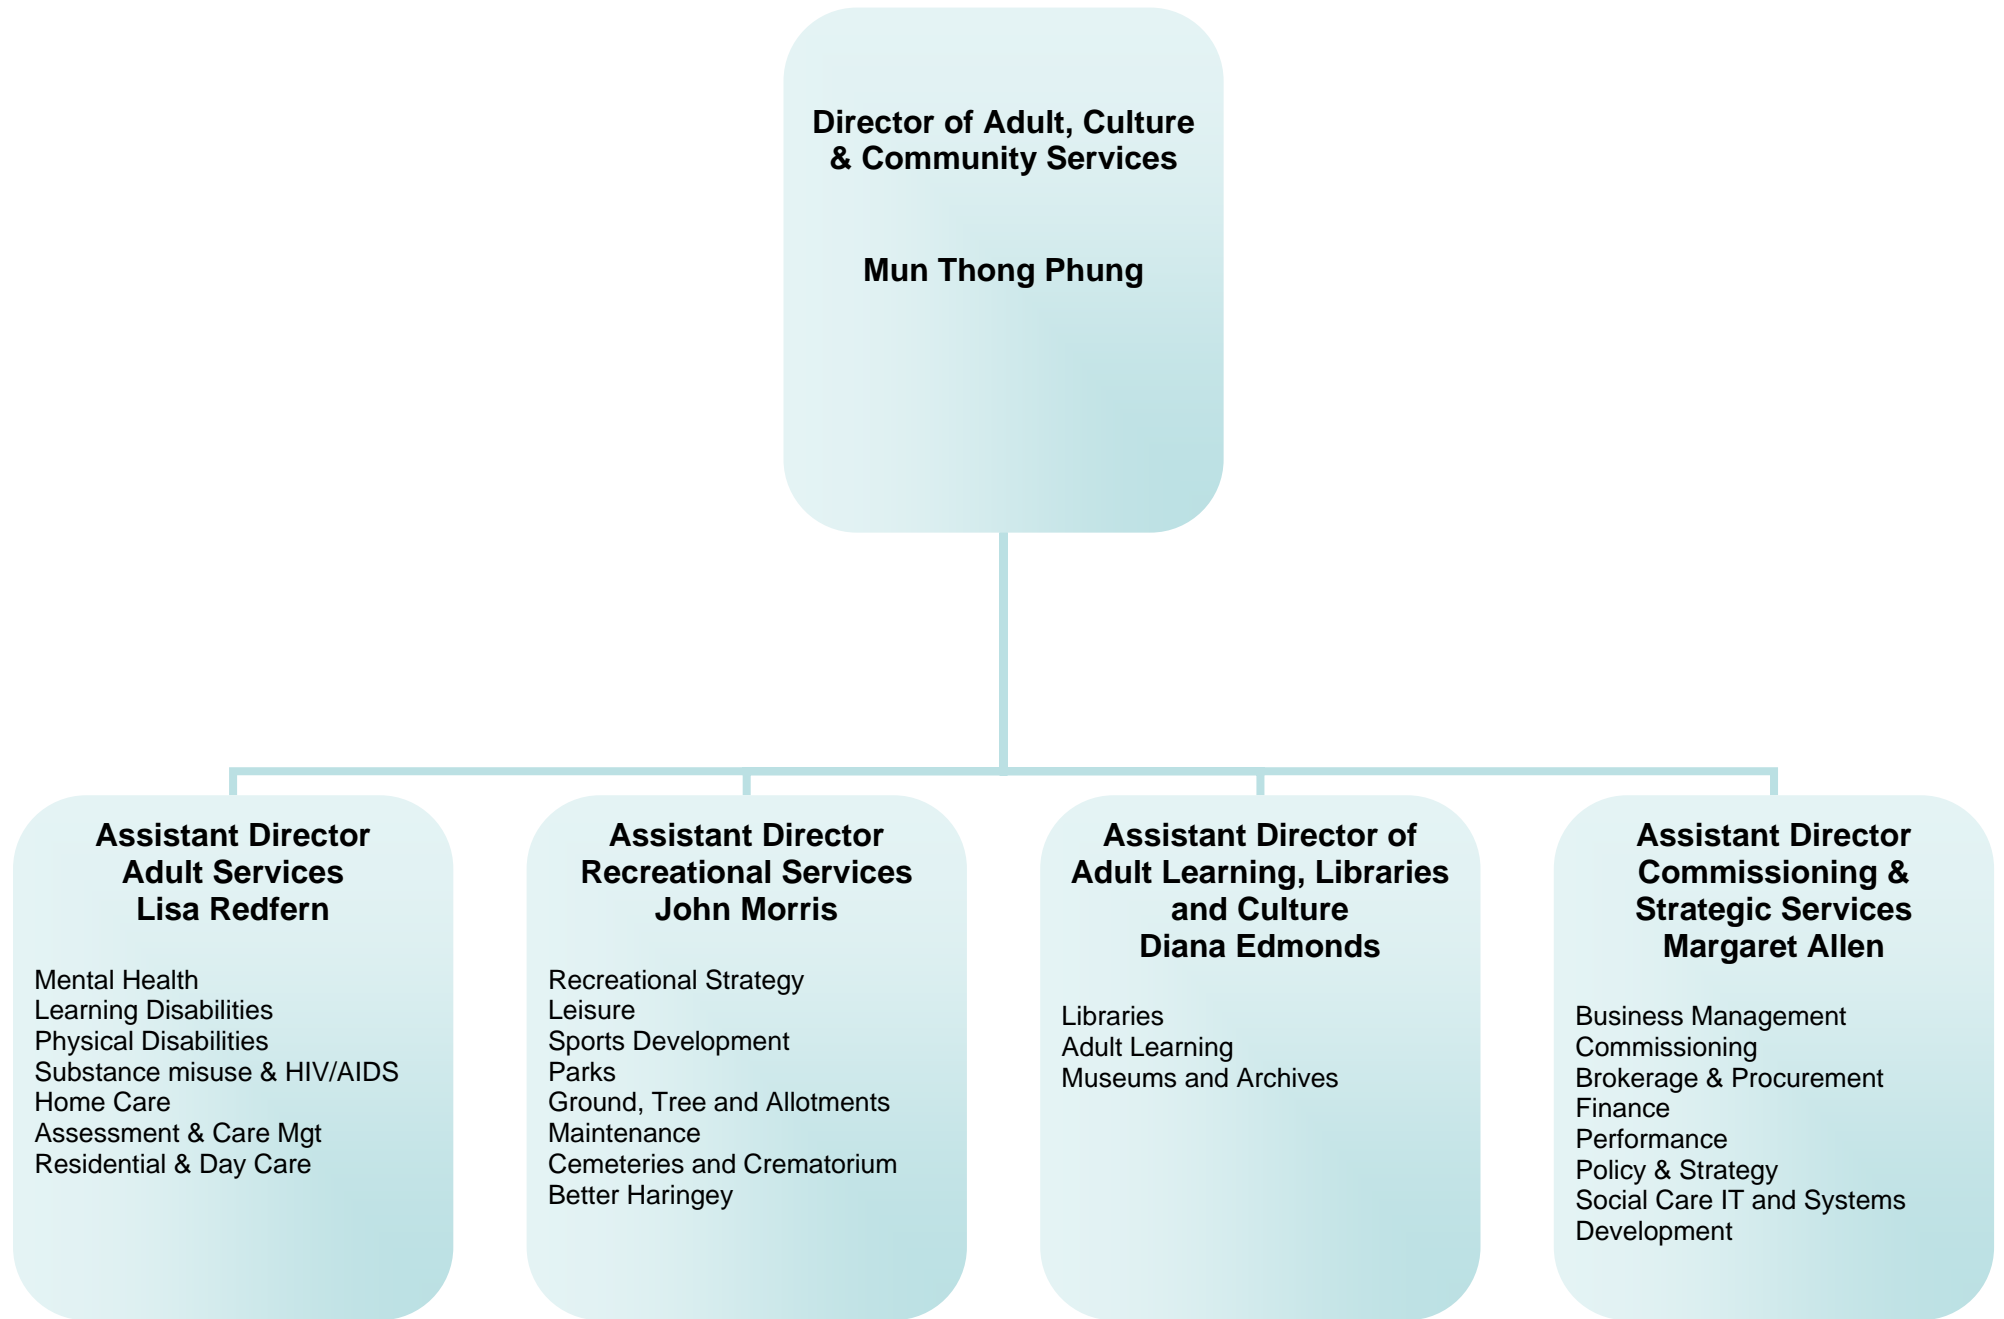 Director of Adult, Culture
& Community Services
Mun Thong Phung
Assistant Director
Adult Services
Lisa Redfern
Mental Health
Learning Disabilities
Physical Disabilities
Substance misuse & HIV/AIDS
Home Care
Assessment & Care Mgt
Residential & Day Care
Assistant Director
Recreational Services
John Morris
Recreational Strategy
Leisure
Sports Development
Parks
Ground, Tree and Allotments
Maintenance
Cemeteries and Crematorium
Better Haringey
Assistant Director of
Adult Learning, Libraries
and Culture
Diana Edmonds
Libraries
Adult Learning
Museums and Archives
Assistant Director
Commissioning &
Strategic Services
Margaret Allen
Business Management
Commissioning
Brokerage & Procurement
Finance
Performance
Policy & Strategy
Social Care IT and Systems
Development